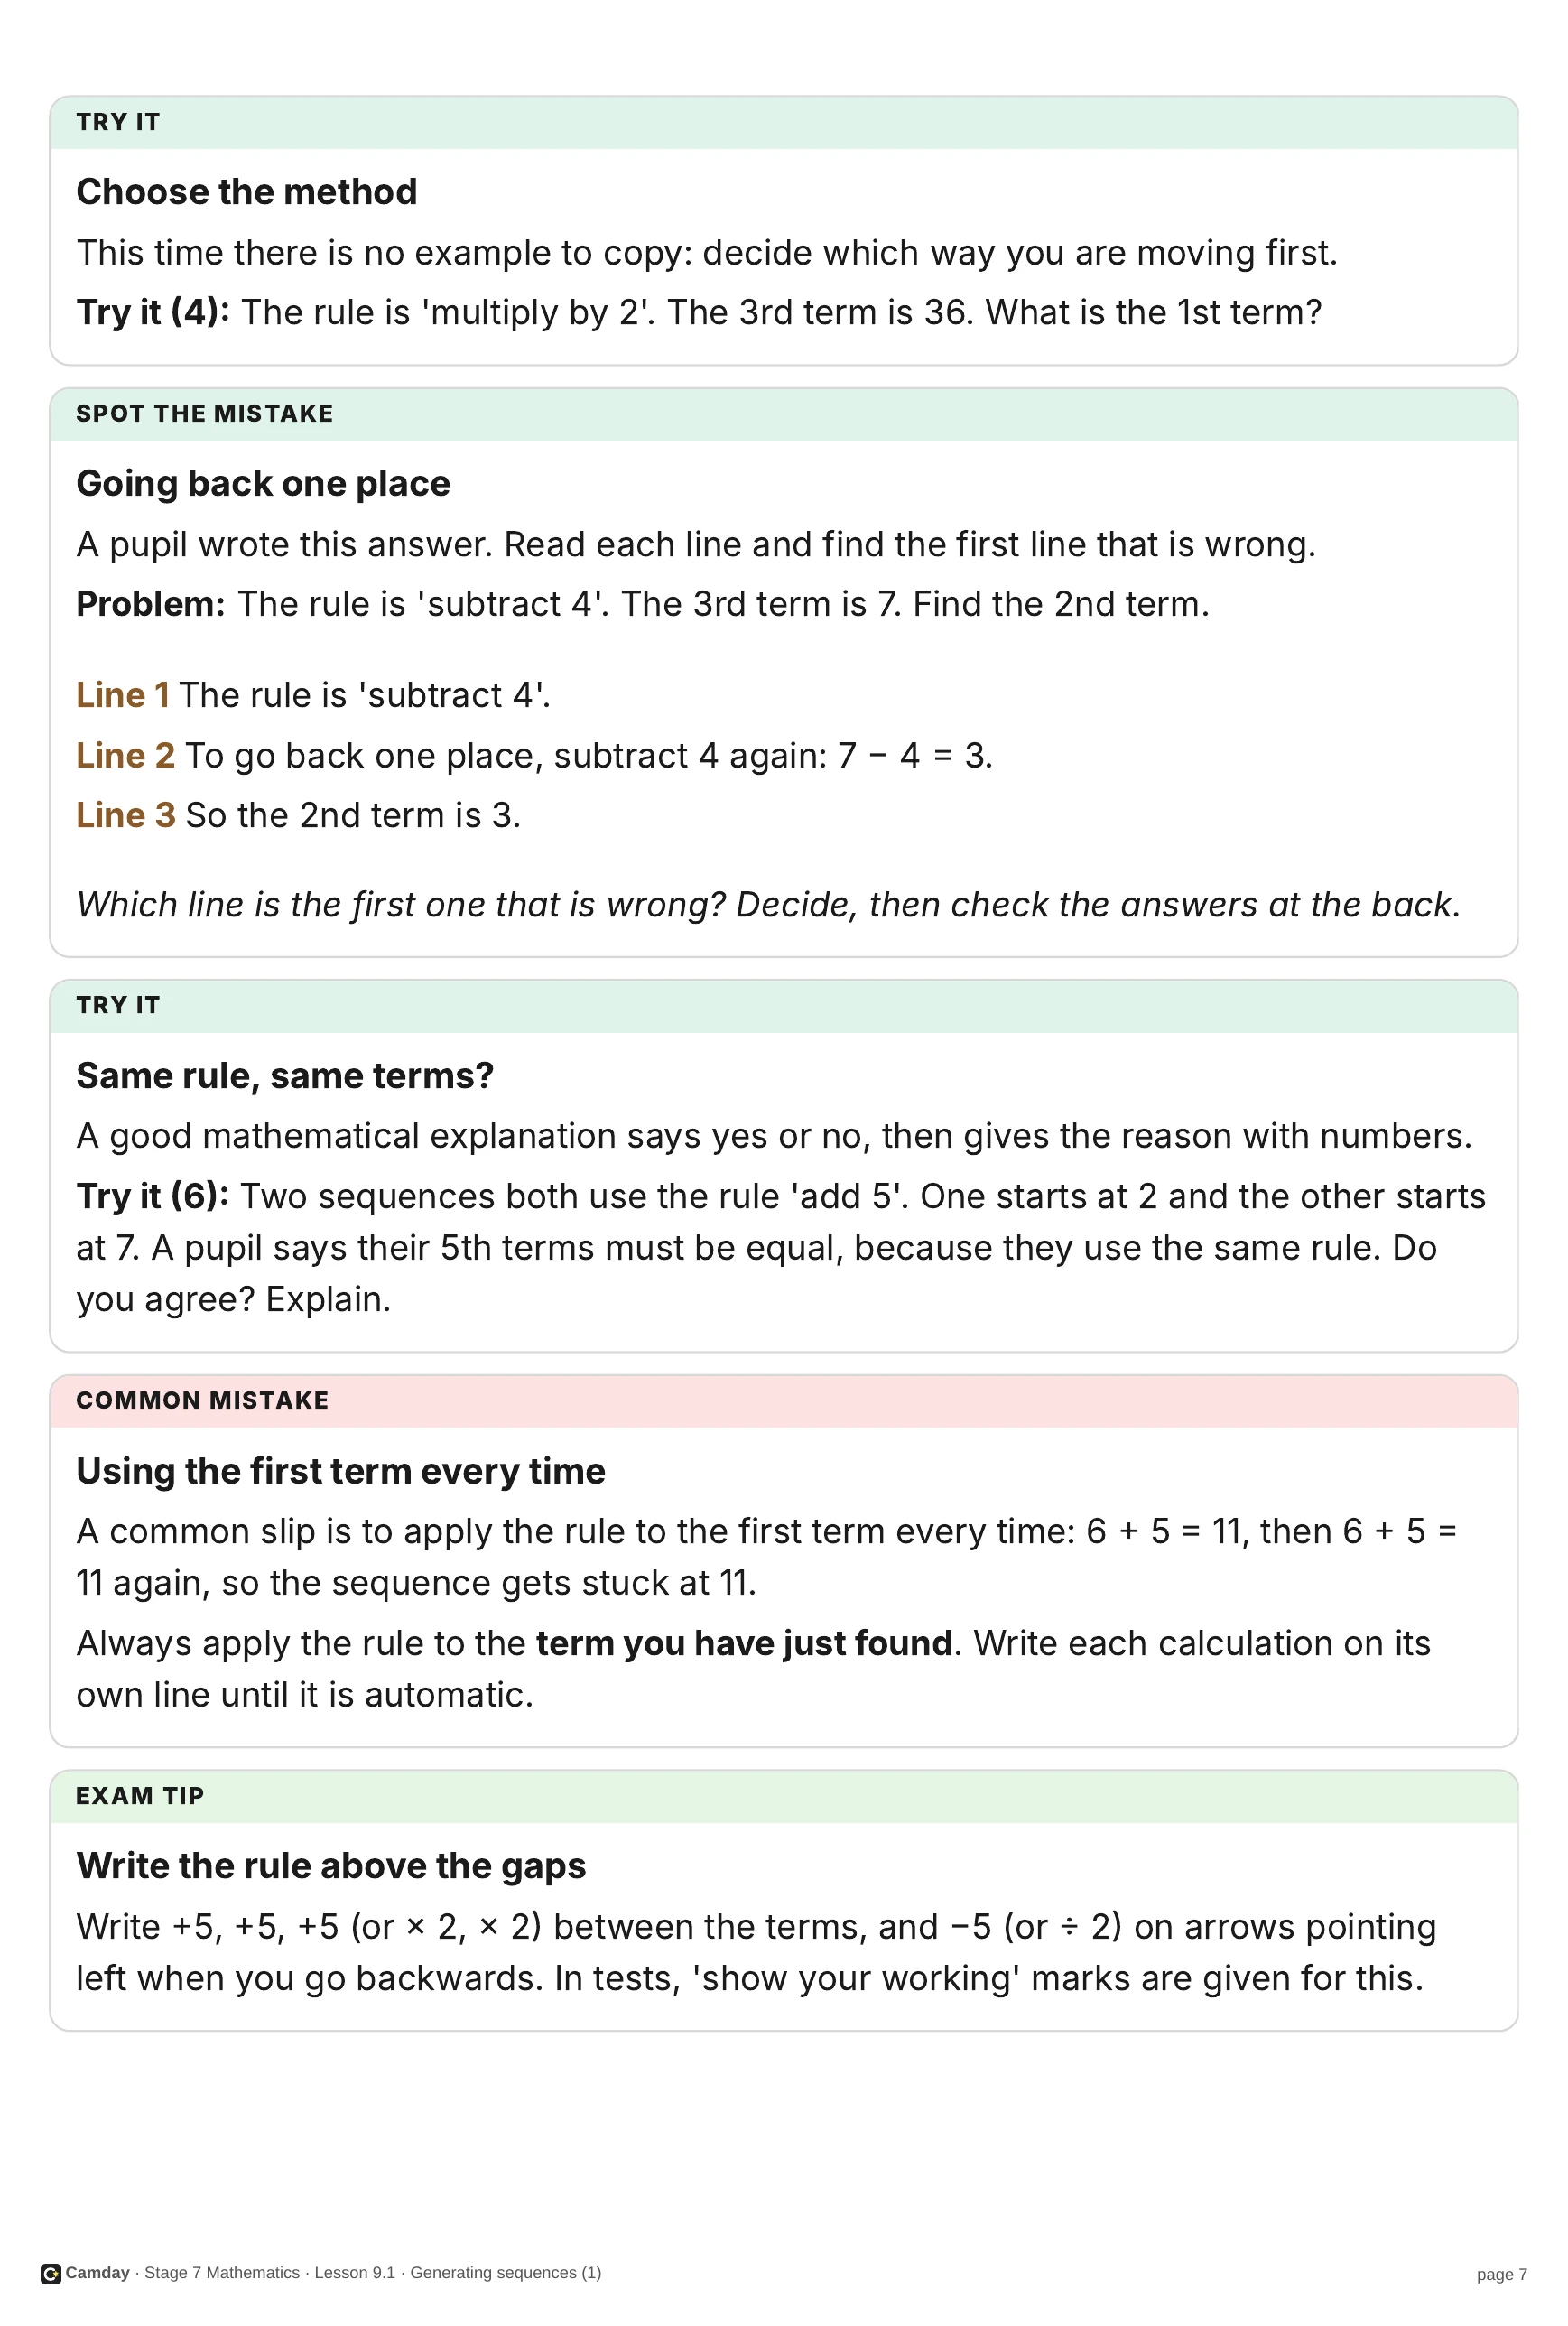 TRY IT
Choose the method
This time there is no example to copy: decide which way you are moving first.
Try it (4): The rule is 'multiply by 2'. The 3rd term is 36. What is the 1st term?
SPOT THE MISTAKE
Going back one place
A pupil wrote this answer. Read each line and find the first line that is wrong.
Problem: The rule is 'subtract 4'. The 3rd term is 7. Find the 2nd term.
Line 1 The rule is 'subtract 4'.
Line 2 To go back one place, subtract 4 again: 7 − 4 = 3.
Line 3 So the 2nd term is 3.
Which line is the first one that is wrong? Decide, then check the answers at the back.
TRY IT
Same rule, same terms?
A good mathematical explanation says yes or no, then gives the reason with numbers.
Try it (6): Two sequences both use the rule 'add 5'. One starts at 2 and the other starts
at 7. A pupil says their 5th terms must be equal, because they use the same rule. Do
you agree? Explain.
COMMON MISTAKE
Using the first term every time
A common slip is to apply the rule to the first term every time: 6 + 5 = 11, then 6 + 5 =
11 again, so the sequence gets stuck at 11.
Always apply the rule to the term you have just found. Write each calculation on its
own line until it is automatic.
EXAM TIP
Write the rule above the gaps
Write +5, +5, +5 (or × 2, × 2) between the terms, and −5 (or ÷ 2) on arrows pointing
left when you go backwards. In tests, 'show your working' marks are given for this.
Camday · Stage 7 Mathematics · Lesson 9.1 · Generating sequences (1)
page 7